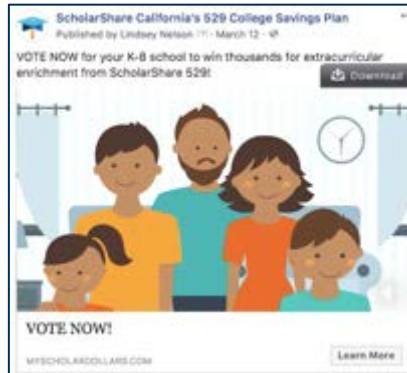 ScholarShare California's 529 College Savings Plan
Published by Lindsey Nelson · March 12 ·
VOTE NOW for your K-8 school to win thousands for extracurricular
enrichment from ScholarShare 529!
Download
VOTE NOW!
MYSCHOLARDOLLARS.COM
Learn More